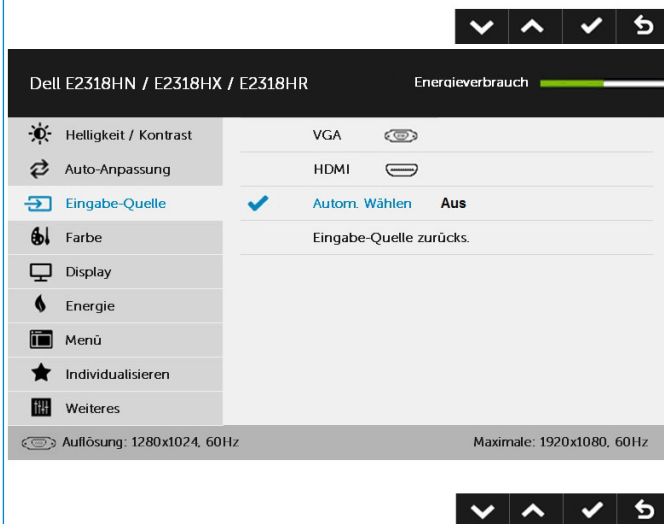 Dell E2318HN / E2318HX / E2318HR Energieverbrauch
Helligkeit / Kontrast VGA
Auto-Anpassung HDMI
Eingabe-Quelle Autom. Wählen Aus
Farbe Eingabe-Quelle zurücks.
Display
Energie
Menü
Individualisieren
Weiteres
Auflösung: 1280x1024, 60Hz Maximale: 1920x1080, 60Hz